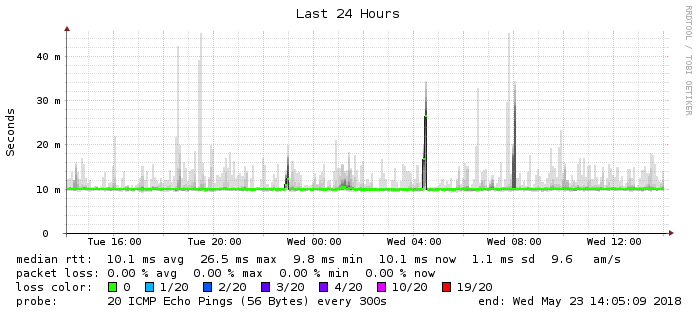 Last 24 Hours
RRDTOOL / TOBI OETIKER
Seconds
40 m
30 m
20 m
10 m
0
Tue 16:00 Tue 20:00 Wed 00:00 Wed 04:00 Wed 08:00 Wed 12:00
median rtt: 10.1 ms avg 26.5 ms max 9.8 ms min 10.1 ms now 1.1 ms sd 9.6 am/s
packet loss: 0.00 % avg 0.00 % max 0.00 % min 0.00 % now
loss color: 0 1/20 2/20 3/20 4/20 10/20 19/20
probe: 20 ICMP Echo Pings (56 Bytes) every 300s end: Wed May 23 14:05:09 2018